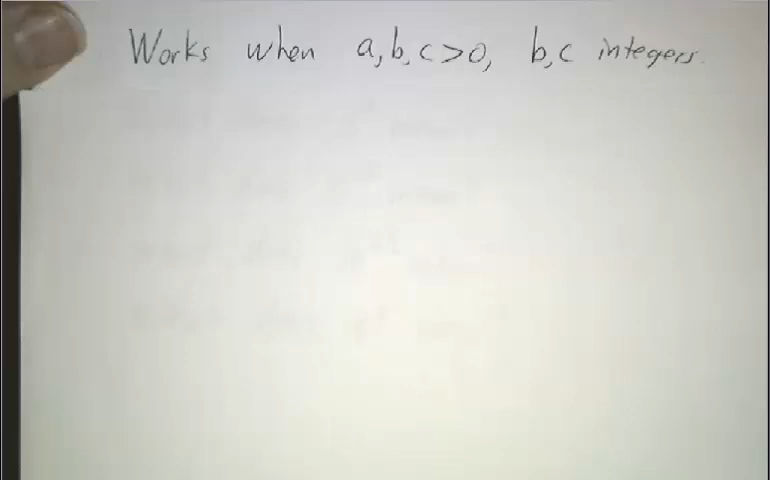 Works when a,b,c>0, b,c integers.